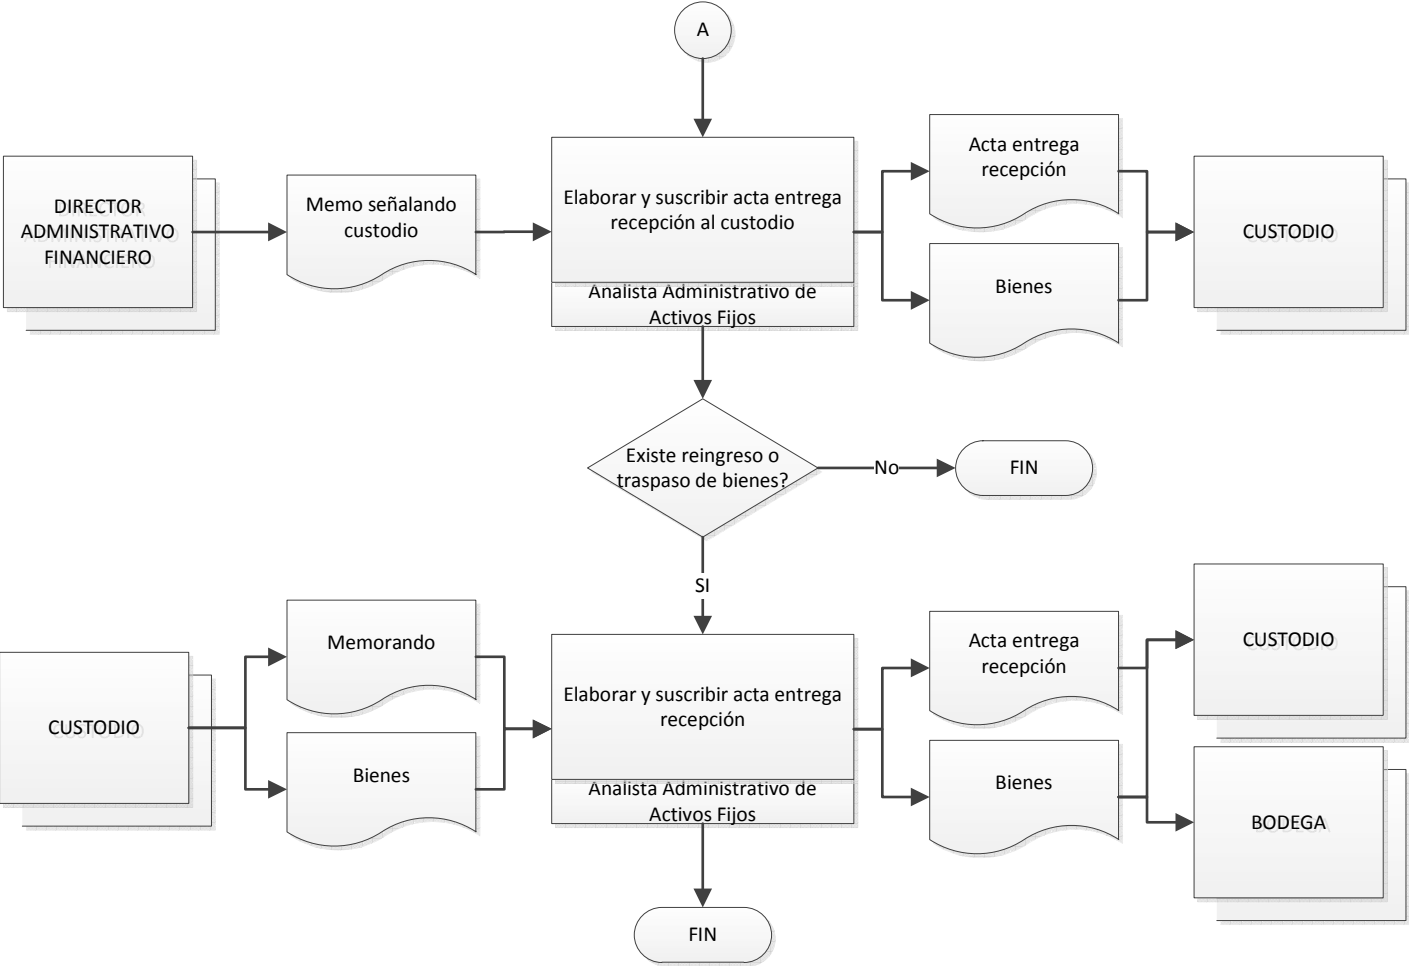 A
DIRECTOR
ADMINISTRATIVO
FINANCIERO
Memo señalando
custodio
Elaborar y suscribir acta entrega
recepción al custodio
Analista Administrativo de
Activos Fijos
Acta entrega
recepción
Bienes
CUSTODIO
Existe reingreso o
traspaso de bienes?
No
FIN
SI
CUSTODIO
Memorando
Bienes
Elaborar y suscribir acta entrega
recepción
Analista Administrativo de
Activos Fijos
Acta entrega
recepción
Bienes
CUSTODIO
BODEGA
FIN